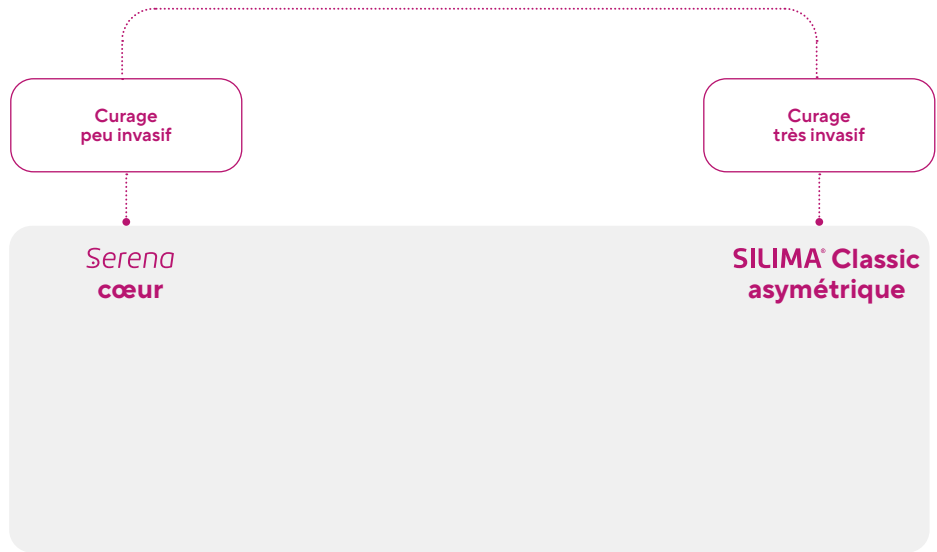 Curage
peu invasif
Curage
très invasif
Serena
cœur
SILIMA® Classic
asymétrique